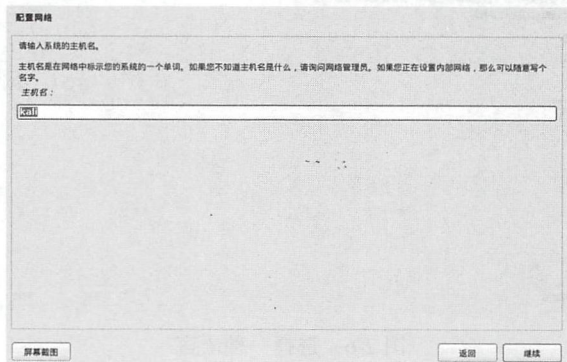 配置网络
请输入系统的主机名。
主机名是在网络中标示您的系统的一个单词。如果您不知道主机名是什么，请询问网络管理员。如果您正在设置内部网络，那么可以随意写个
名字。
主机名：
kali
屏幕截图
返回
继续